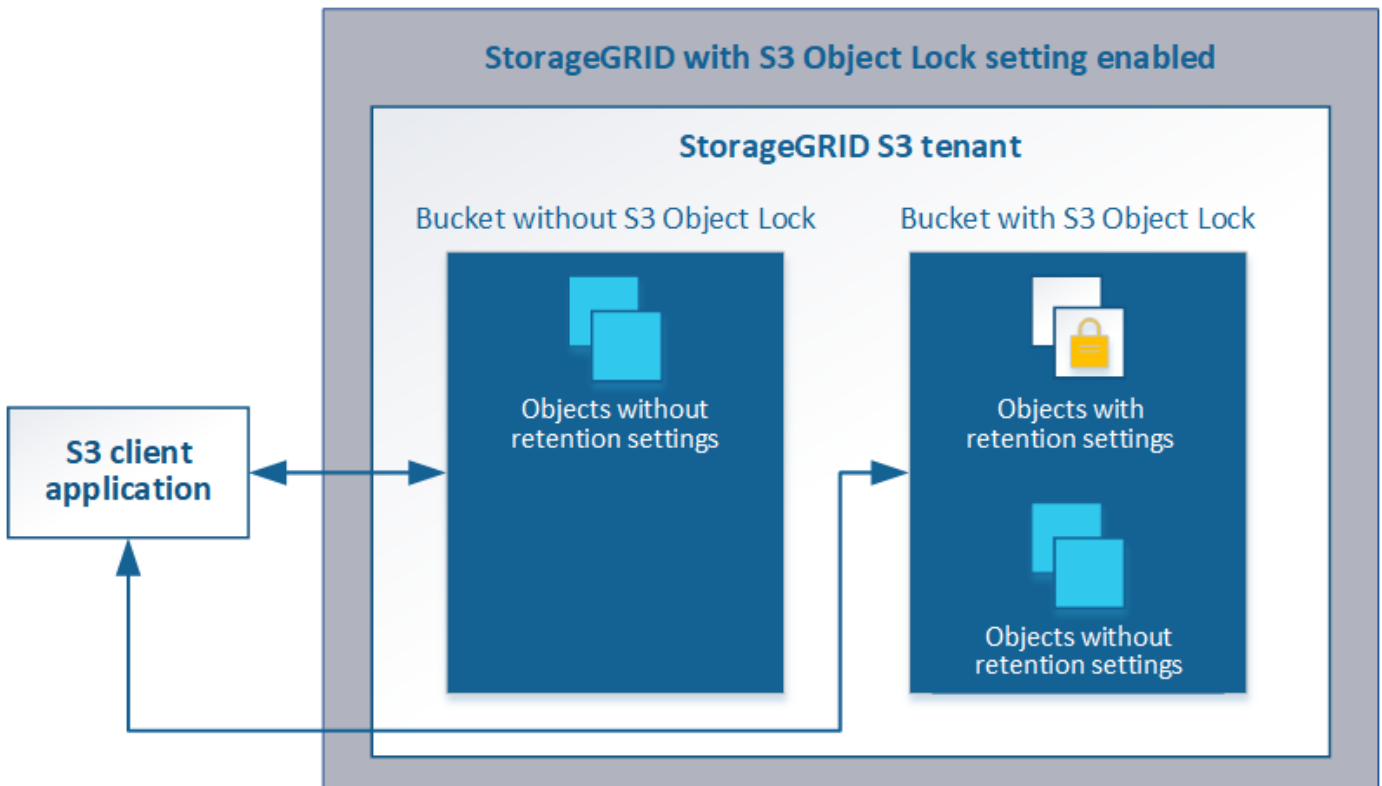 StorageGRID with S3 Object Lock setting enabled
StorageGRID S3 tenant
Bucket without S3 Object Lock
Bucket with S3 Object Lock
Objects without
retention settings
Objects with
retention settings
S3 client
application
Objects without
retention settings